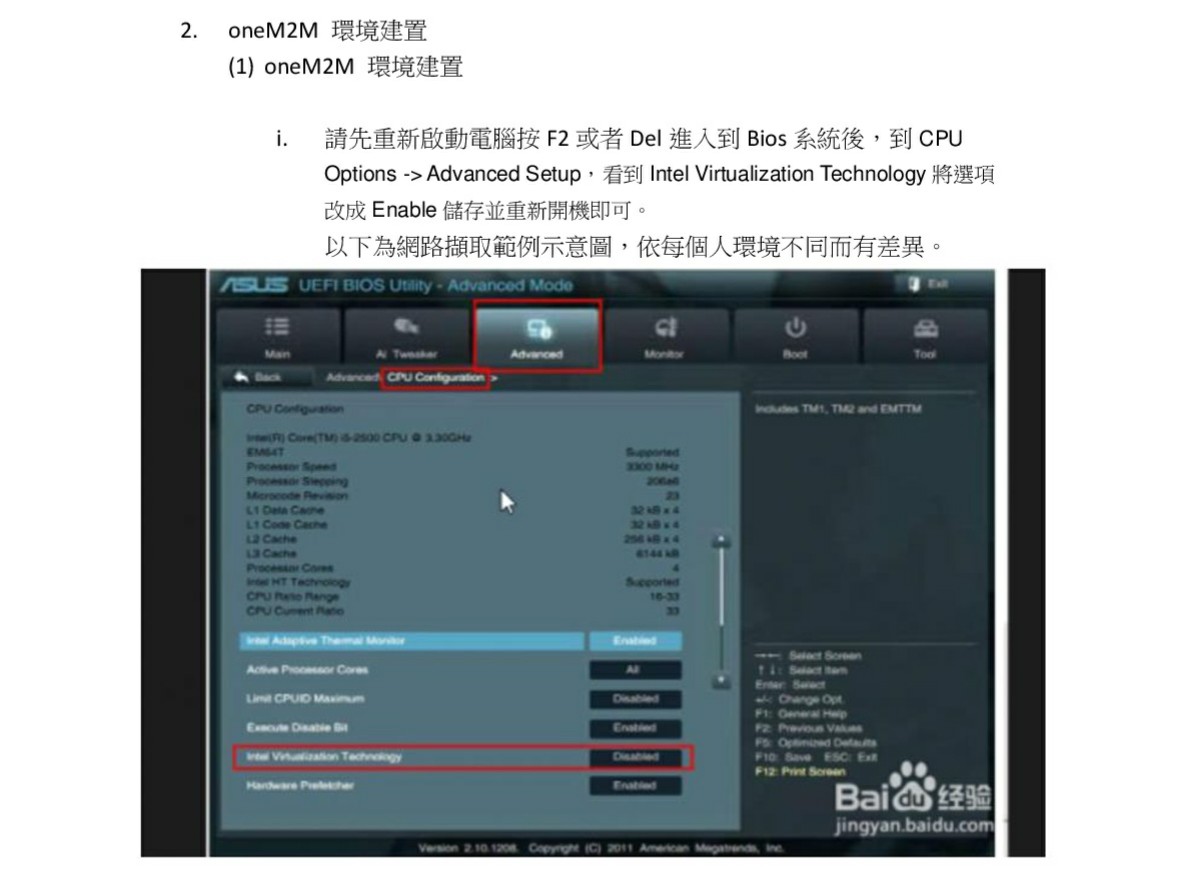 2. oneM2M 環境建置
(1) oneM2M 環境建置
i. 請先重新啟動電腦按 F2 或者 Del 進入到 Bios 系統後，到 CPU
Options -> Advanced Setup，看到 Intel Virtualization Technology 將選項
改成 Enable 儲存並重新開機即可。
以下為網路擷取範例示意圖，依每個人環境不同而有差異。
ASUS UEFI BIOS Utility - Advanced Mode
Exit
Main Ai Tweaker Advanced Monitor Boot Tool
Back Advanced\ CPU Configuration >
CPU Configuration
Includes TM1, TM2 and EMTTM
Intel(R) Core(TM) i5-2500 CPU @ 3.30GHz
EM64T Supported
Processor Speed 3300 MHz
Processor Stepping
Microcode Revision 23
L1 Data Cache 32 kB x 4
L1 Code Cache 32 kB x 4
L2 Cache 256 kB x 4
L3 Cache 6144 kB
Processor Cores 4
Intel HT Technology Supported
CPU Ratio Range 16-33
CPU Current Ratio 33
Intel Adaptive Thermal Monitor Enabled
Active Processor Cores All
Limit CPUID Maximum Disabled
Execute Disable Bit Enabled
Intel Virtualization Technology Disabled
Hardware Prefetcher Enabled
→←: Select Screen
↑↓: Select Item
Enter: Select
+/-: Change Opt.
F1: General Help
F2: Previous Values
F5: Optimized Defaults
F10: Save ESC: Exit
F12: Print Screen
Baidu 经验
jingyan.baidu.com
Version 2.10.1208. Copyright (C) 2011 American Megatrends, Inc.